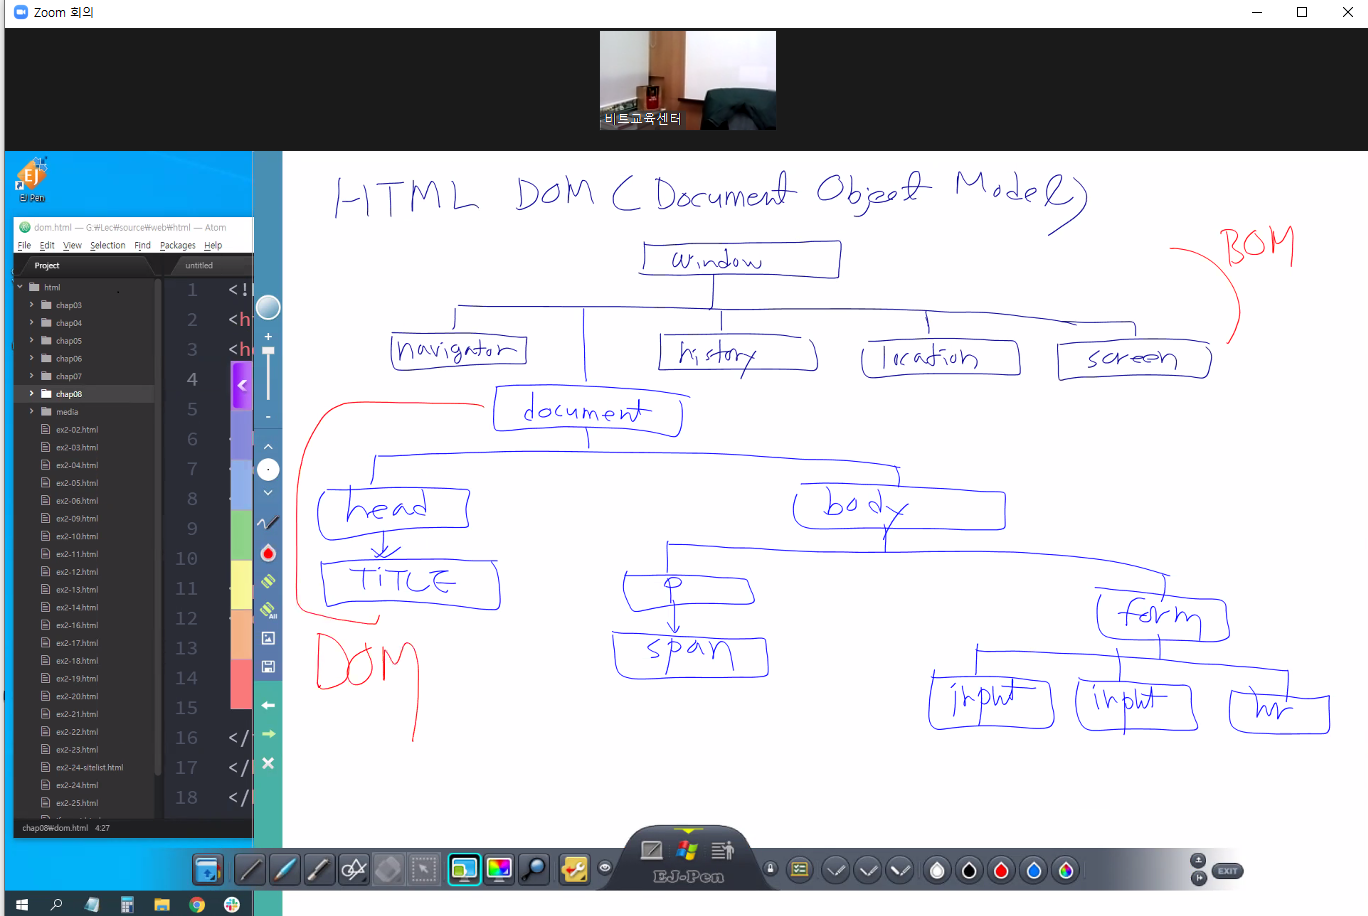 Zoom 회의
비트교육센터
EJ
EJ Pen
dom.html — G:₩Lec₩source₩web₩html — Atom
File Edit View Selection Find Packages Help
Project
untitled
html
chap03
chap04
chap05
chap06
chap07
chap08
media
ex2-02.html
ex2-03.html
ex2-04.html
ex2-05.html
ex2-06.html
ex2-09.html
ex2-10.html
ex2-11.html
ex2-12.html
ex2-13.html
ex2-14.html
ex2-16.html
ex2-17.html
ex2-18.html
ex2-19.html
ex2-20.html
ex2-21.html
ex2-22.html
ex2-23.html
ex2-24-sitelist.html
ex2-24.html
ex2-25.html
chap08₩dom.html 4:27
1 <!
2 <h
3 <h
4
5
6
7
8
9
10
11
12
13
14
15
16 </
17 </
18 </
All
HTML DOM (Document Object Model)
BOM
window
navigator
history
location
screen
document
head
body
TiTLE
P
form
span
input
input
hr
DOM
EJ-Pen
EXIT